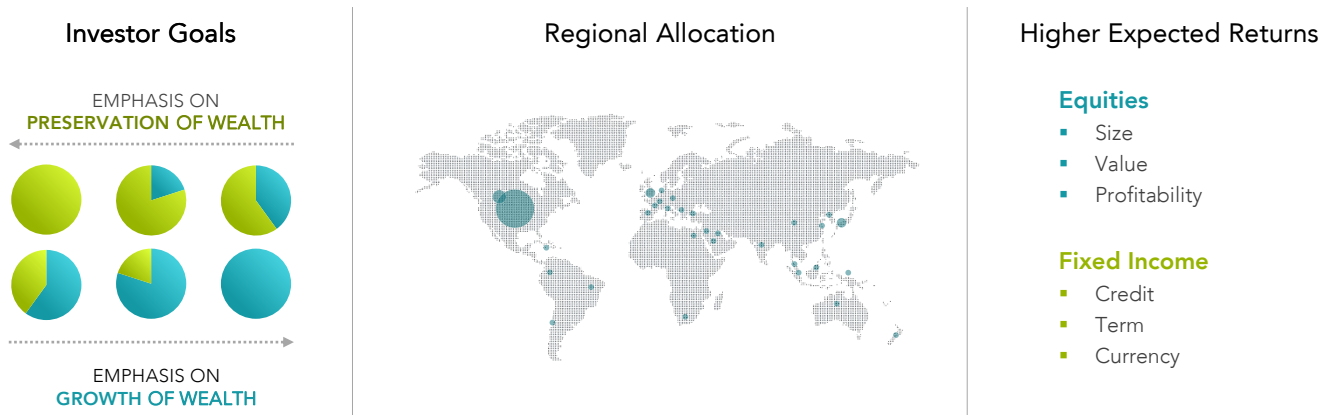 Investor Goals
EMPHASIS ON
PRESERVATION OF WEALTH
EMPHASIS ON
GROWTH OF WEALTH
Regional Allocation
Higher Expected Returns
Equities
▪ Size
▪ Value
▪ Profitability
Fixed Income
▪ Credit
▪ Term
▪ Currency